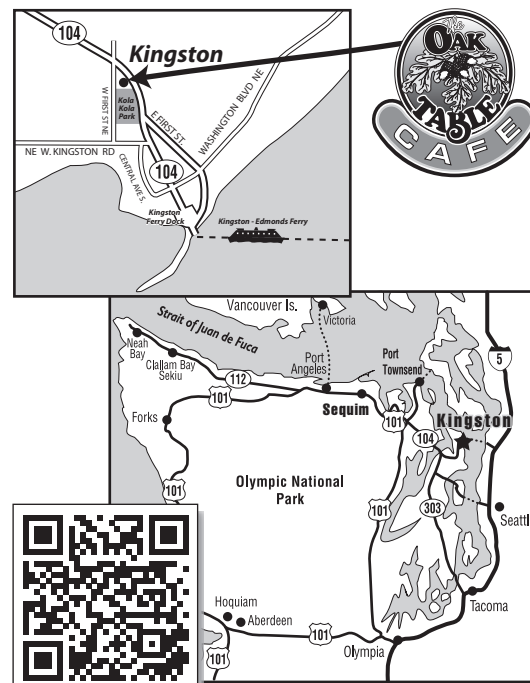 104
Kingston
The
OAK
TABLE
CAFE
W FIRST ST NE
Kola
Kola
Park
E FIRST ST.
WASHINGTON BLVD NE
NE W. KINGSTON RD
CENTRAL AVE S.
104
Kingston
Ferry Dock
Kingston - Edmonds Ferry
Vancouver Is.
Victoria
Strait of Juan de Fuca
Neah
Bay
Clallam Bay
Sekiu
112
Port
Angeles
Port
Townsend
5
101
Sequim
101
104
Kingston
Forks
101
Olympic National
Park
101
303
Seattl
Hoquiam
Aberdeen
101
101
Olympia
Tacoma